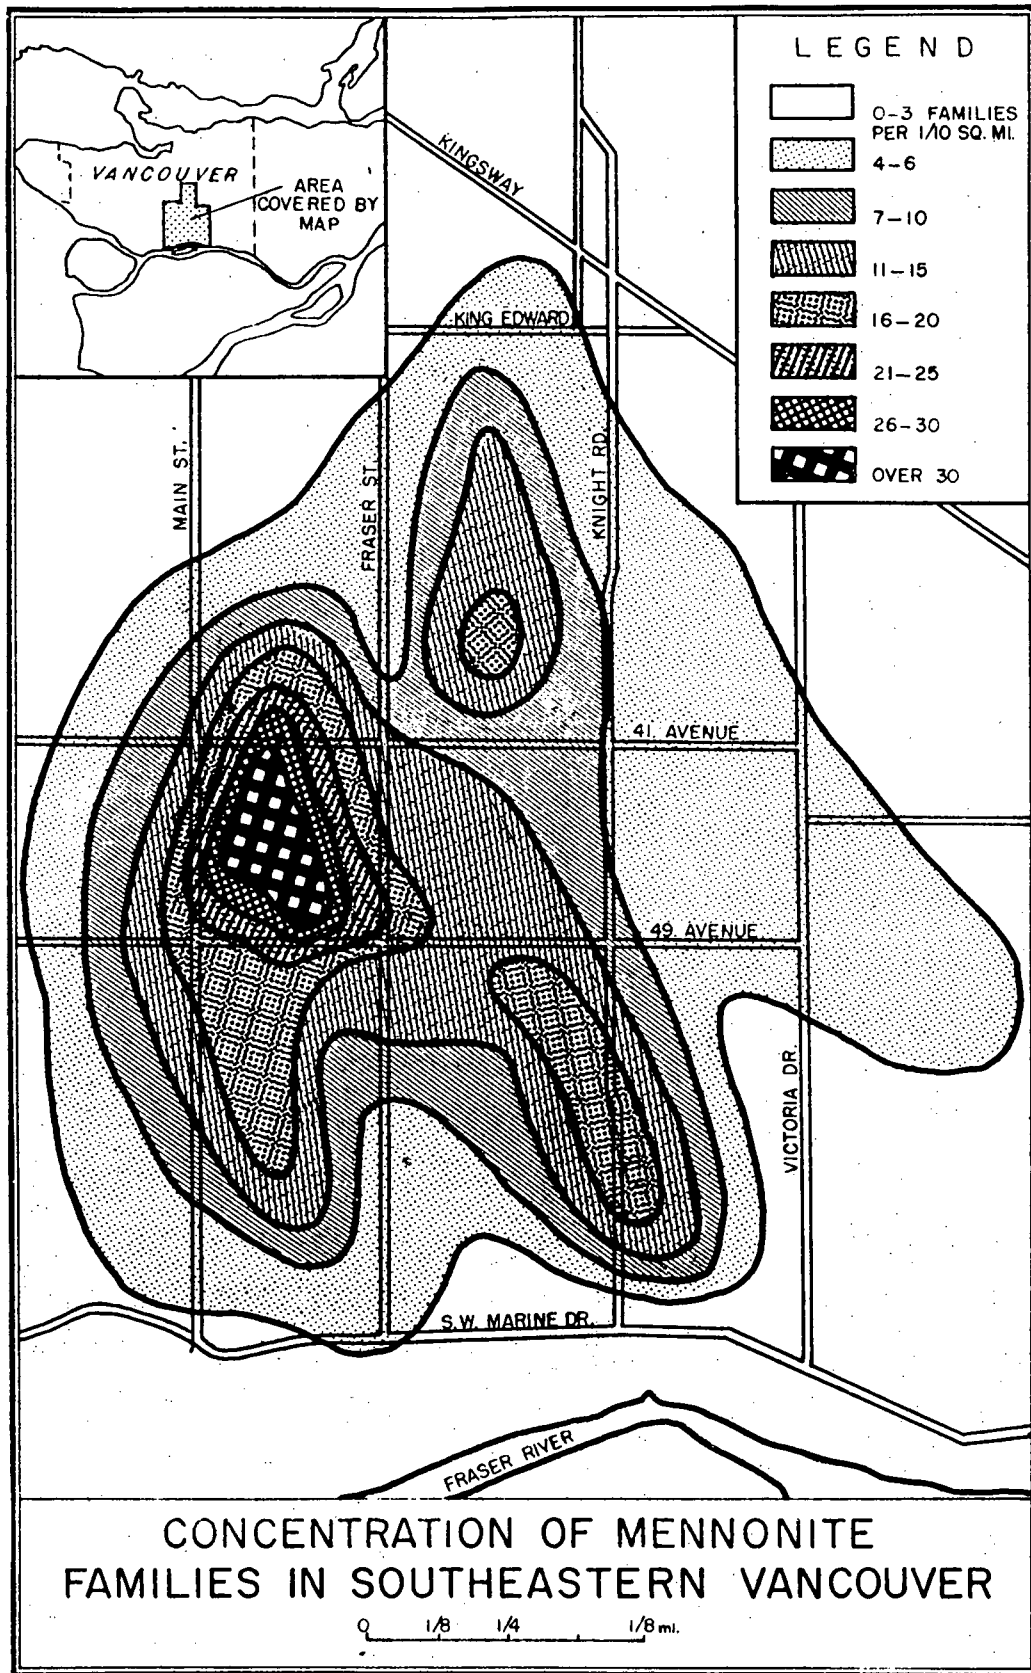 VANCOUVER
AREA
COVERED BY
MAP
LEGEND
0-3 FAMILIES
PER 1/10 SQ. MI.
4-6
7-10
11-15
16-20
21-25
26-30
OVER 30
KINGSWAY
KING EDWARD
MAIN ST.
FRASER ST.
KNIGHT RD.
41. AVENUE
49. AVENUE
VICTORIA DR.
S.W. MARINE DR.
FRASER RIVER
CONCENTRATION OF MENNONITE
FAMILIES IN SOUTHEASTERN VANCOUVER
0 1/8 1/4 1/8 mi.